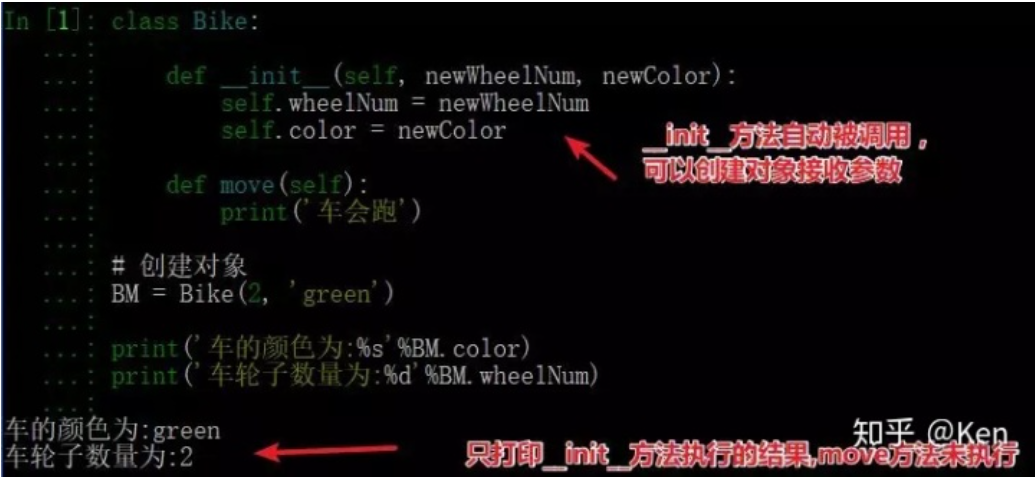 In [1]: class Bike:
...:
...:     def __init__(self, newWheelNum, newColor):
...:         self.wheelNum = newWheelNum
...:         self.color = newColor
__init__方法自动被调用，
可以创建对象接收参数
...:
...:     def move(self):
...:         print('车会跑')
...:
...: # 创建对象
...: BM = Bike(2, 'green')
...:
...: print('车的颜色为:%s'%BM.color)
...: print('车轮子数量为:%d'%BM.wheelNum)
...:
车的颜色为:green
车轮子数量为:2
知乎 @Ken
只打印__init__方法执行的结果,move方法未执行